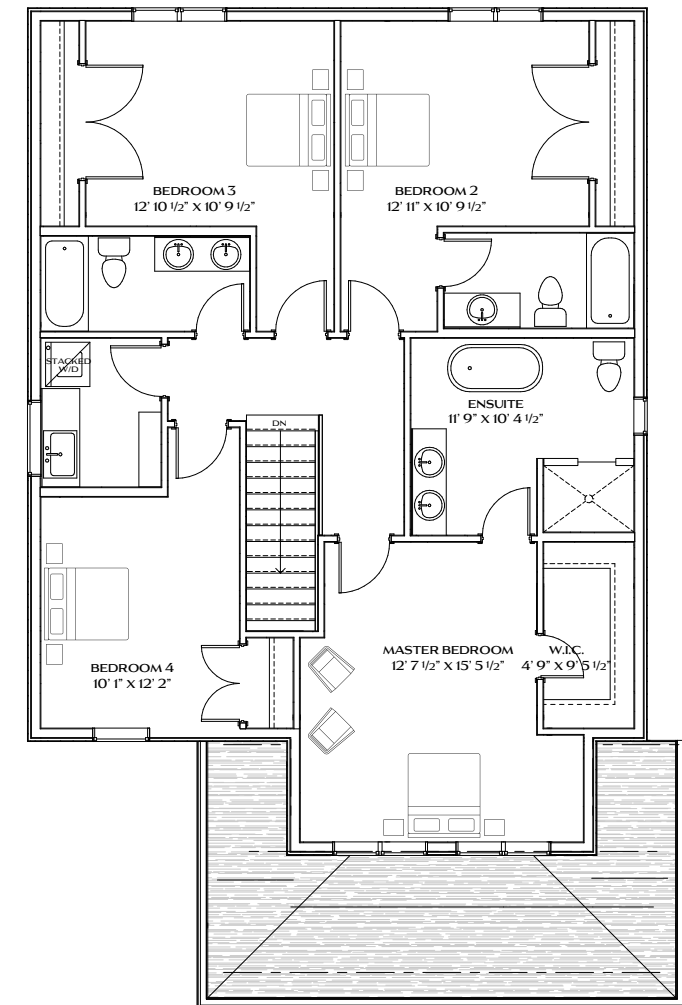 BEDROOM 3
12' 10 1/2" X 10' 9 1/2"
BEDROOM 2
12' 11" X 10' 9 1/2"
STACKED
W/D
ENSUITE
11' 9" X 10' 4 1/2"
DN
MASTER BEDROOM
12' 7 1/2" X 15' 5 1/2"
W.I.C.
4' 9" X 9' 5 1/2"
BEDROOM 4
10' 1" X 12' 2"